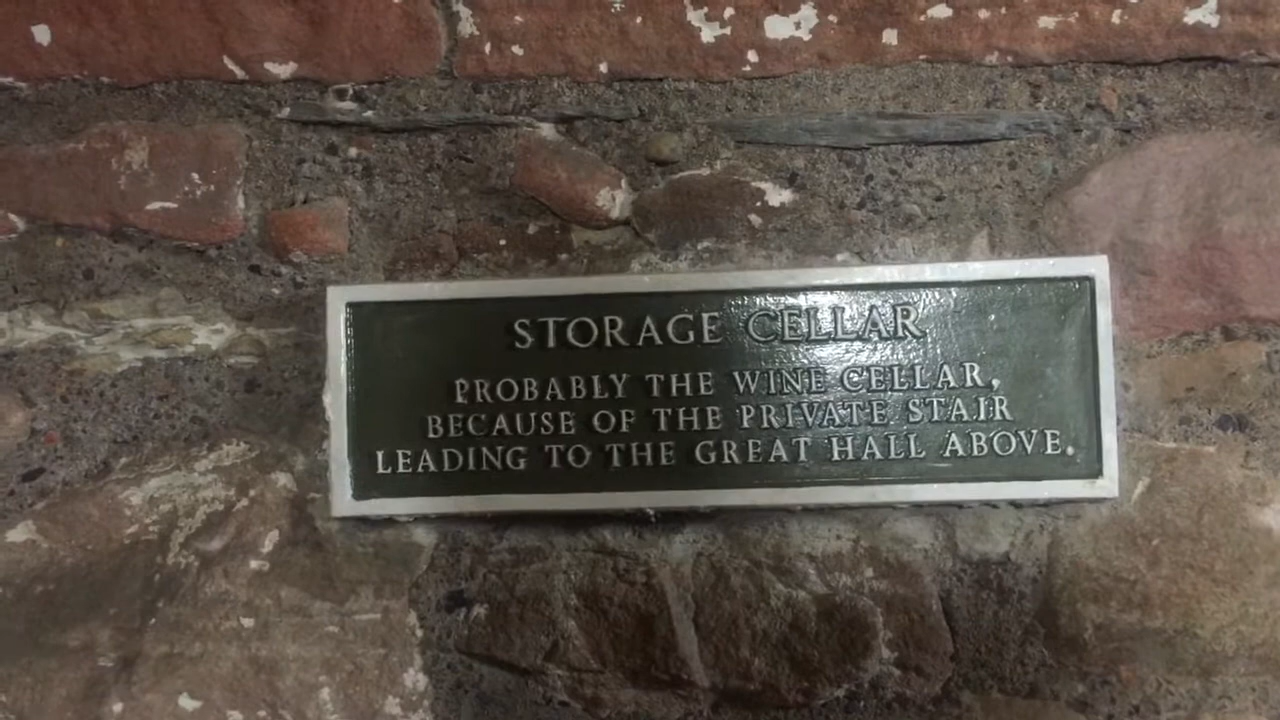 STORAGE CELLAR
PROBABLY THE WINE CELLAR,
BECAUSE OF THE PRIVATE STAIR
LEADING TO THE GREAT HALL ABOVE.